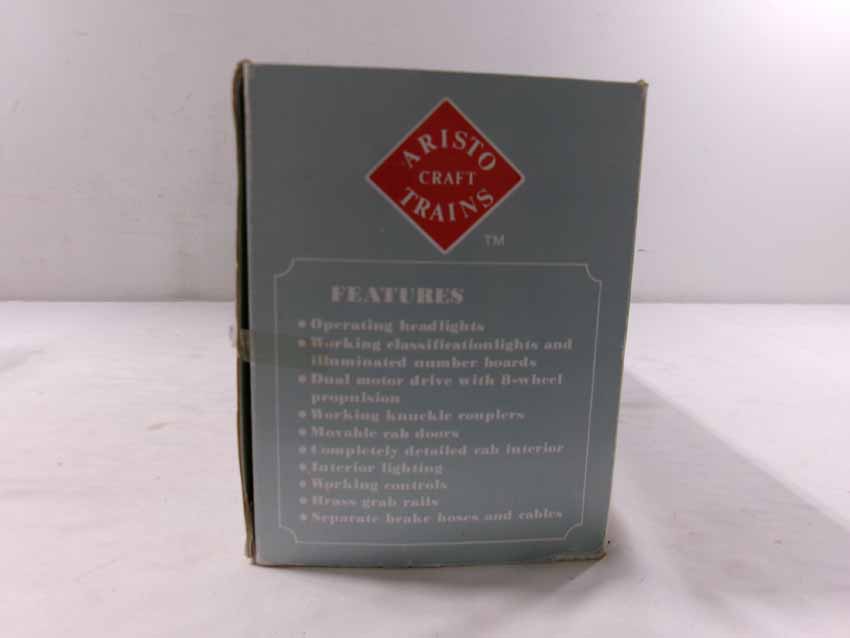 ARISTO
CRAFT
TRAINS
TM
FEATURES
• Operating headlights
• Working classificationlights and
illuminated number boards
• Dual motor drive with 8-wheel
propulsion
• Working knuckle couplers
• Movable cab doors
• Completely detailed cab interior
• Interior lighting
• Working controls
• Brass grab rails
• Separate brake hoses and cables